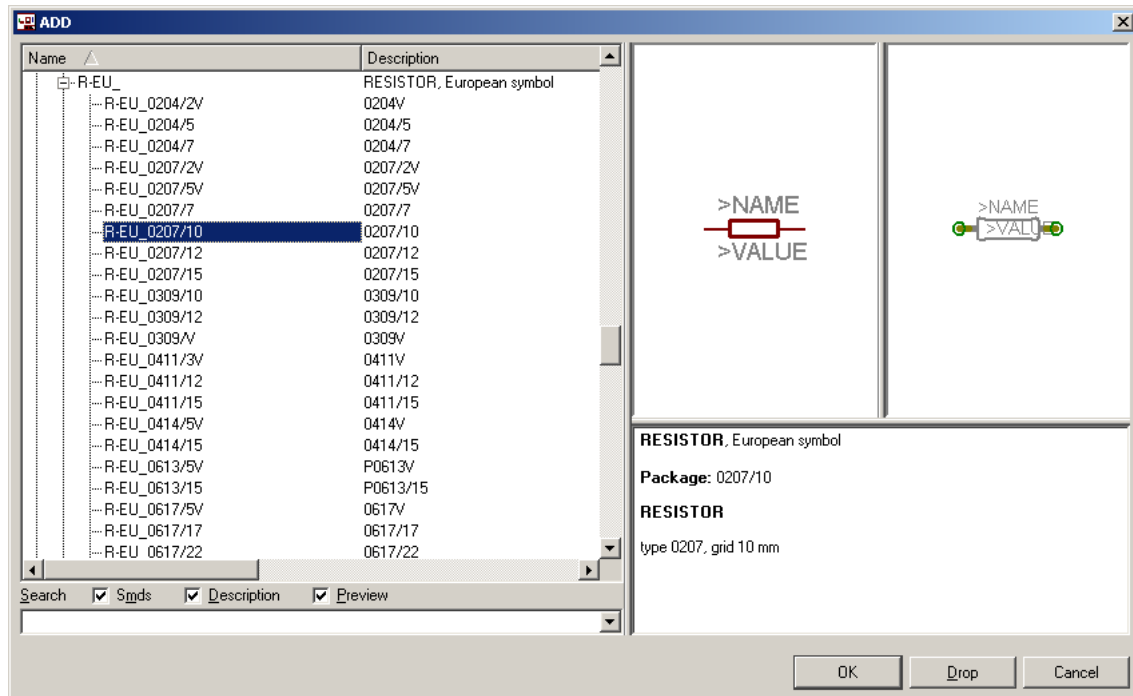 ADD
Name Description
R-EU_ RESISTOR, European symbol
R-EU_0204/2V 0204V
R-EU_0204/5 0204/5
R-EU_0204/7 0204/7
R-EU_0207/2V 0207/2V
R-EU_0207/5V 0207/5V
R-EU_0207/7 0207/7
R-EU_0207/10 0207/10
R-EU_0207/12 0207/12
R-EU_0207/15 0207/15
R-EU_0309/10 0309/10
R-EU_0309/12 0309/12
R-EU_0309/V 0309V
R-EU_0411/3V 0411V
R-EU_0411/12 0411/12
R-EU_0411/15 0411/15
R-EU_0414/5V 0414V
R-EU_0414/15 0414/15
R-EU_0613/5V P0613V
R-EU_0613/15 P0613/15
R-EU_0617/5V 0617V
R-EU_0617/17 0617/17
R-EU_0617/22 0617/22
Search Smds Description Preview
>NAME
>VALUE
>NAME
>VALUE
RESISTOR, European symbol
Package: 0207/10
RESISTOR
type 0207, grid 10 mm
OK Drop Cancel